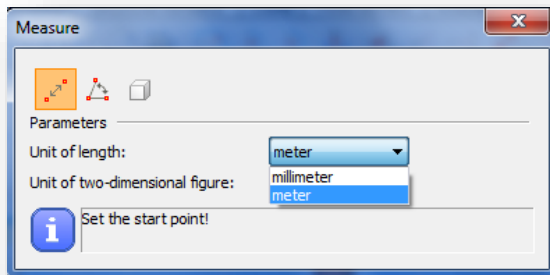 Measure
Parameters
Unit of length:
meter
millimeter
Unit of two-dimensional figure:
meter
Set the start point!